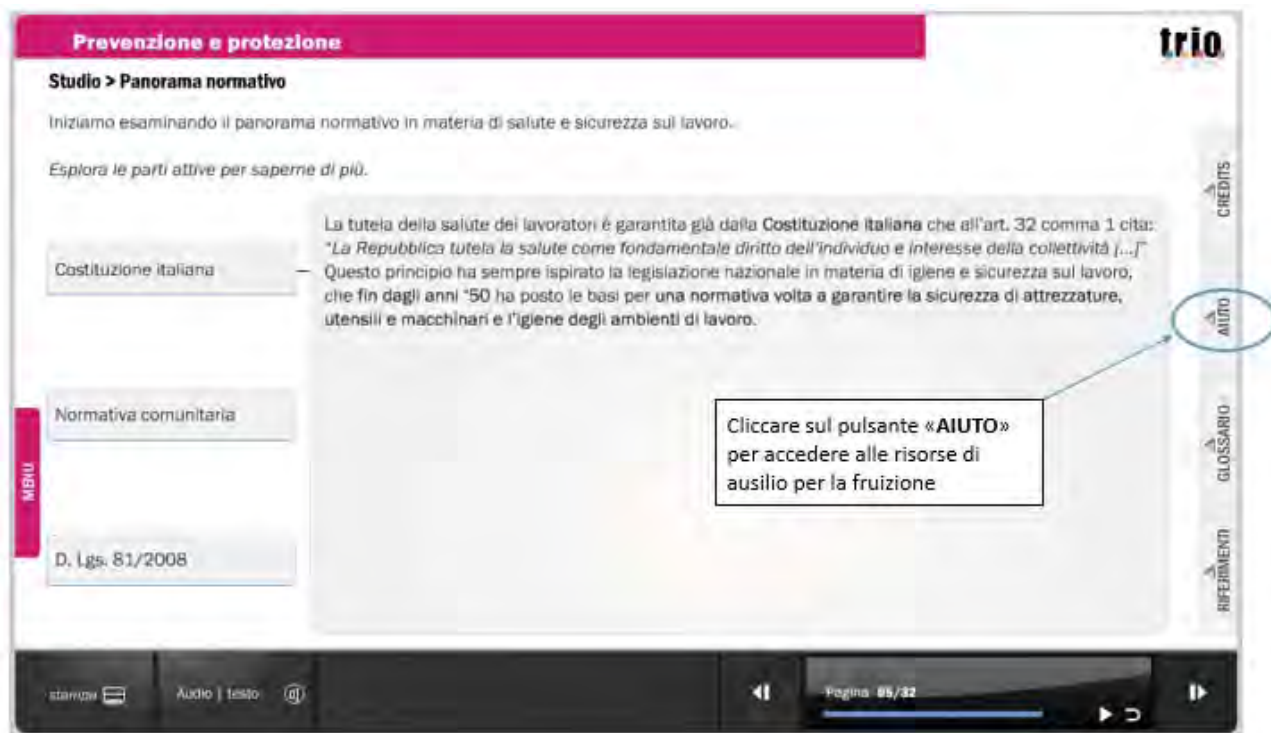 Prevenzione e protezione
trio
Studio > Panorama normativo
Iniziamo esaminando il panorama normativo in materia di salute e sicurezza sul lavoro.
Esplora le parti attive per saperne di più.
Costituzione italiana
La tutela della salute dei lavoratori è garantita già dalla Costituzione italiana che all'art. 32 comma 1 cita:
"La Repubblica tutela la salute come fondamentale diritto dell'individuo e interesse della collettività [...]"
Questo principio ha sempre ispirato la legislazione nazionale in materia di igiene e sicurezza sul lavoro,
che fin dagli anni '50 ha posto le basi per una normativa volta a garantire la sicurezza di attrezzature,
utensili e macchinari e l'igiene degli ambienti di lavoro.
Normativa comunitaria
D. Lgs. 81/2008
Cliccare sul pulsante «AIUTO»
per accedere alle risorse di
ausilio per la fruizione
MENU
CREDITS
AIUTO
GLOSSARIO
RIFERIMENTI
stampa
Audio | testo
Pagina 05/32